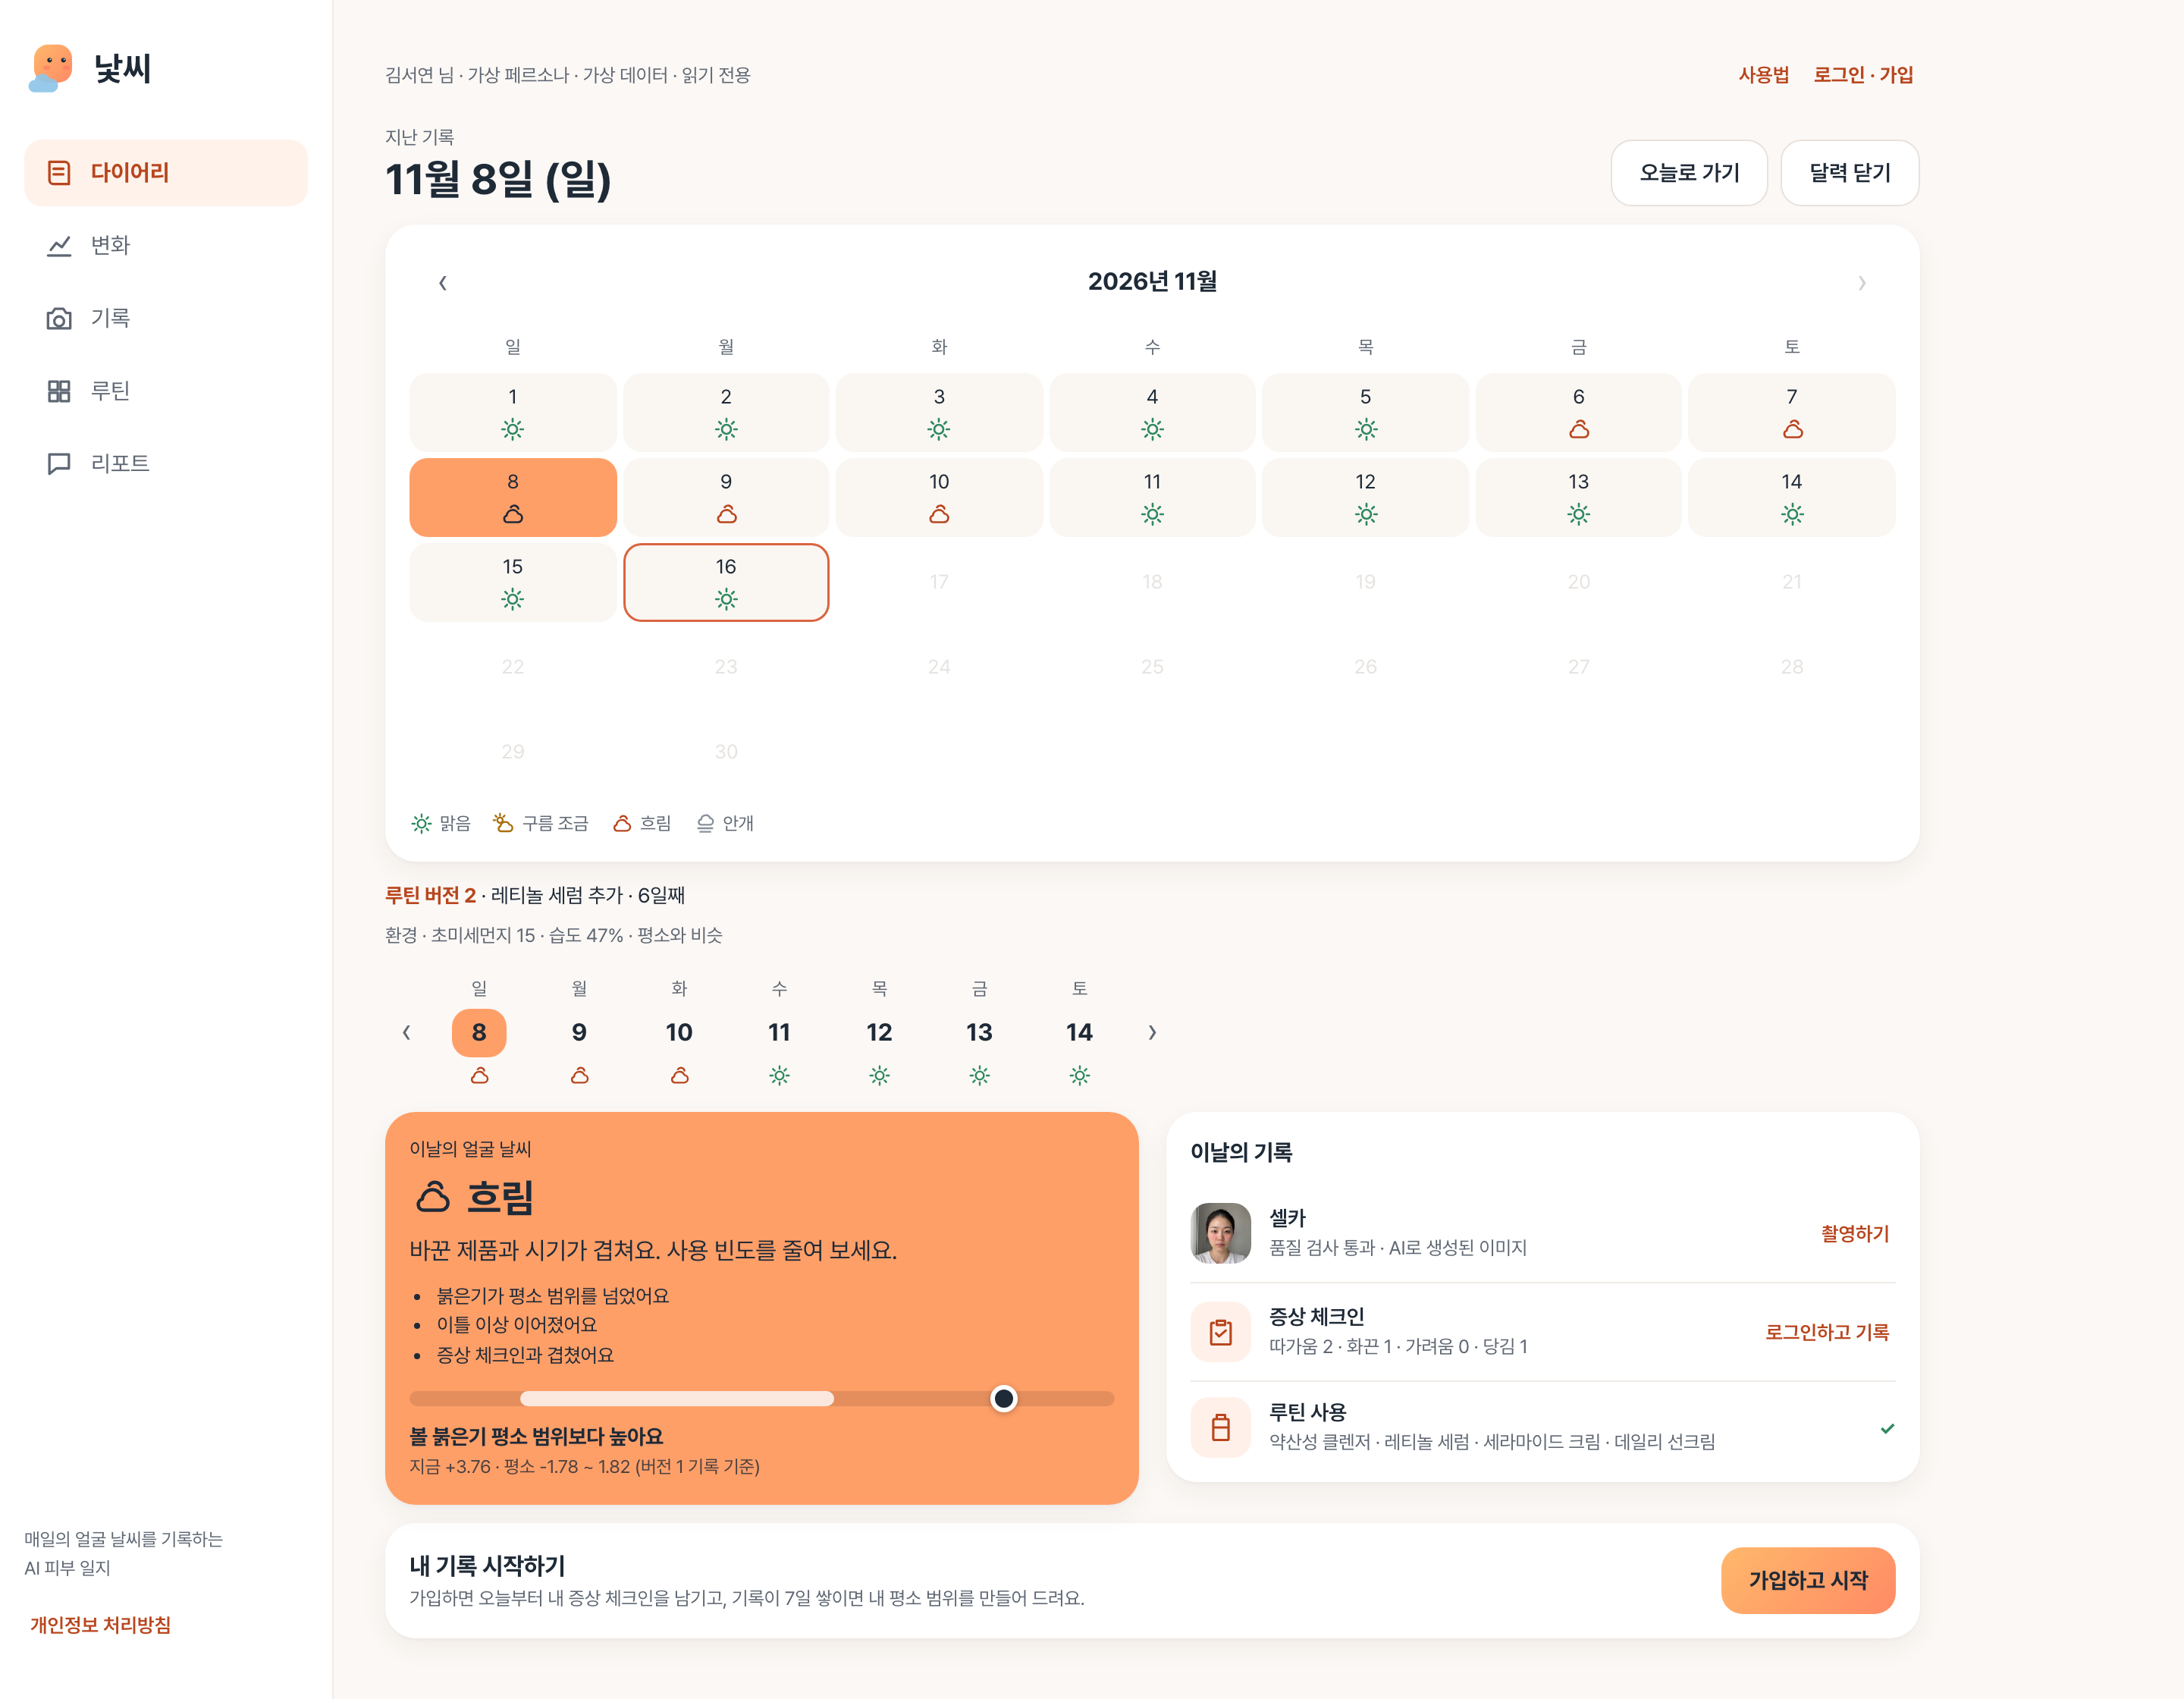 낯씨
다이어리
변화
기록
루틴
리포트
매일의 얼굴 날씨를 기록하는
AI 피부 일지
개인정보 처리방침
김서연 님 · 가상 페르소나 · 가상 데이터 · 읽기 전용
사용법 로그인 · 가입
지난 기록
11월 8일 (일)
오늘로 가기 달력 닫기
‹ 2026년 11월 ›
일 월 화 수 목 금 토
1 2 3 4 5 6 7
8 9 10 11 12 13 14
15 16 17 18 19 20 21
22 23 24 25 26 27 28
29 30
맑음 구름 조금 흐림 안개
루틴 버전 2 · 레티놀 세럼 추가 · 6일째
환경 · 초미세먼지 15 · 습도 47% · 평소와 비슷
일 월 화 수 목 금 토
‹ 8 9 10 11 12 13 14 ›
이날의 얼굴 날씨
흐림
바꾼 제품과 시기가 겹쳐요. 사용 빈도를 줄여 보세요.
• 붉은기가 평소 범위를 넘었어요
• 이틀 이상 이어졌어요
• 증상 체크인과 겹쳤어요
볼 붉은기 평소 범위보다 높아요
지금 +3.76 · 평소 -1.78 ~ 1.82 (버전 1 기록 기준)
이날의 기록
셀카
품질 검사 통과 · AI로 생성된 이미지
촬영하기
증상 체크인
따가움 2 · 화끈 1 · 가려움 0 · 당김 1
로그인하고 기록
루틴 사용
약산성 클렌저 · 레티놀 세럼 · 세라마이드 크림 · 데일리 선크림
내 기록 시작하기
가입하면 오늘부터 내 증상 체크인을 남기고, 기록이 7일 쌓이면 내 평소 범위를 만들어 드려요.
가입하고 시작